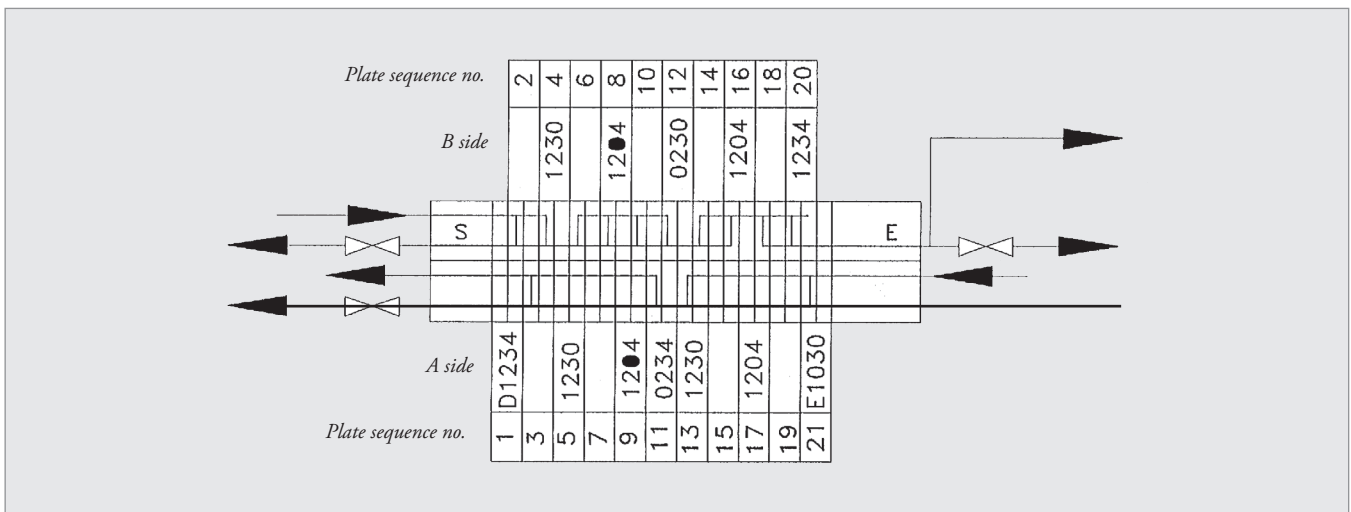 Plate sequence no. 2 4 6 8 10 12 14 16 18 20
B side 1230 12●4 0230 1204 1234
S E
A side D1234 1230 12●4 0234 1230 1204 E1030
Plate sequence no. 1 3 5 7 9 11 13 15 17 19 21